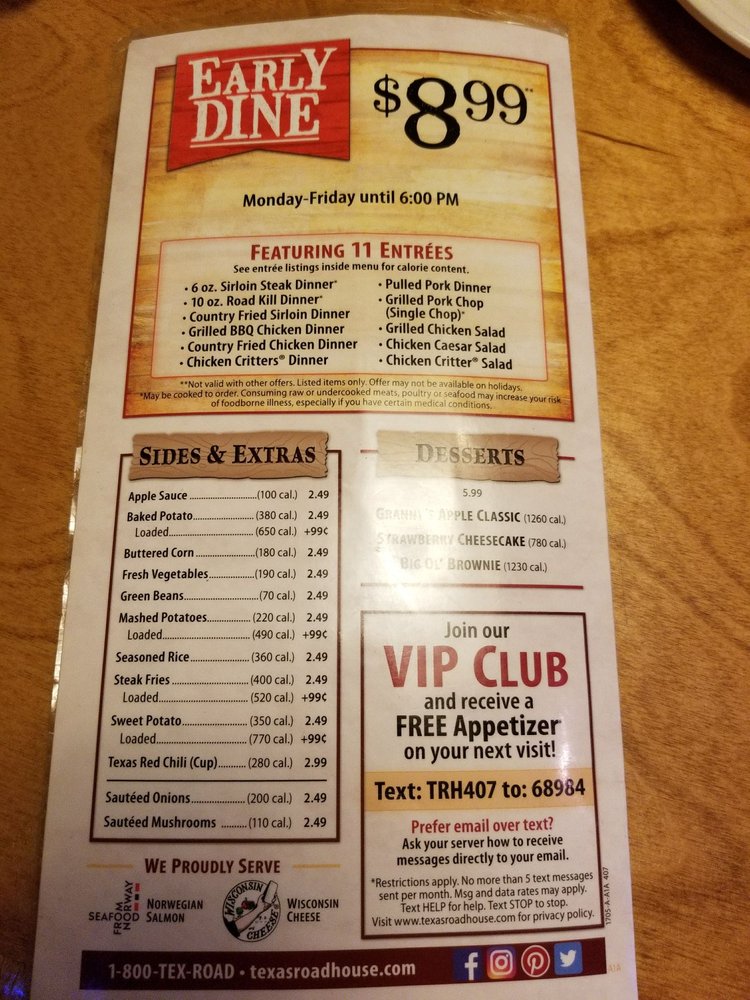 EARLY
DINE
$8.99**
Monday-Friday until 6:00 PM
FEATURING 11 ENTRÉES
See entrée listings inside menu for calorie content.
• 6 oz. Sirloin Steak Dinner*
• 10 oz. Road Kill Dinner*
• Country Fried Sirloin Dinner
• Grilled BBQ Chicken Dinner
• Country Fried Chicken Dinner
• Chicken Critters® Dinner
• Pulled Pork Dinner
• Grilled Pork Chop
(Single Chop)*
• Grilled Chicken Salad
• Chicken Caesar Salad
• Chicken Critter® Salad
**Not valid with other offers. Listed items only. Offer may not be available on holidays.
*May be cooked to order. Consuming raw or undercooked meats, poultry or seafood may increase your risk
of foodborne illness, especially if you have certain medical conditions.
SIDES & EXTRAS
Apple Sauce ..........................(100 cal.) 2.49
Baked Potato........................ (380 cal.) 2.49
Loaded................................... (650 cal.) +99¢
Buttered Corn ......................(180 cal.) 2.49
Fresh Vegetables..................(190 cal.) 2.49
Green Beans............................(70 cal.) 2.49
Mashed Potatoes................. (220 cal.) 2.49
Loaded................................... (490 cal.) +99¢
Seasoned Rice...................... (360 cal.) 2.49
Steak Fries ............................. (400 cal.) 2.49
Loaded................................... (520 cal.) +99¢
Sweet Potato......................... (350 cal.) 2.49
Loaded................................... (770 cal.) +99¢
Texas Red Chili (Cup)........... (280 cal.) 2.99
Sautéed Onions.................... (200 cal.) 2.49
Sautéed Mushrooms .......... (110 cal.) 2.49
WE PROUDLY SERVE
SEAFOOD
FROM
NORWAY
NORWEGIAN
SALMON
WISCONSIN
CHEESE
WISCONSIN
CHEESE
DESSERTS
5.99
GRANNY'S APPLE CLASSIC (1260 cal.)
STRAWBERRY CHEESECAKE (780 cal.)
BIG OL' BROWNIE (1230 cal.)
Join our
VIP CLUB
and receive a
FREE Appetizer
on your next visit!
Text: TRH407 to: 68984
Prefer email over text?
Ask your server how to receive
messages directly to your email.
*Restrictions apply. No more than 5 text messages
sent per month. Msg and data rates may apply.
Text HELP for help. Text STOP to stop.
Visit www.texasroadhouse.com for privacy policy.
1705-A-A1A 407
1-800-TEX-ROAD • texasroadhouse.com
A1A